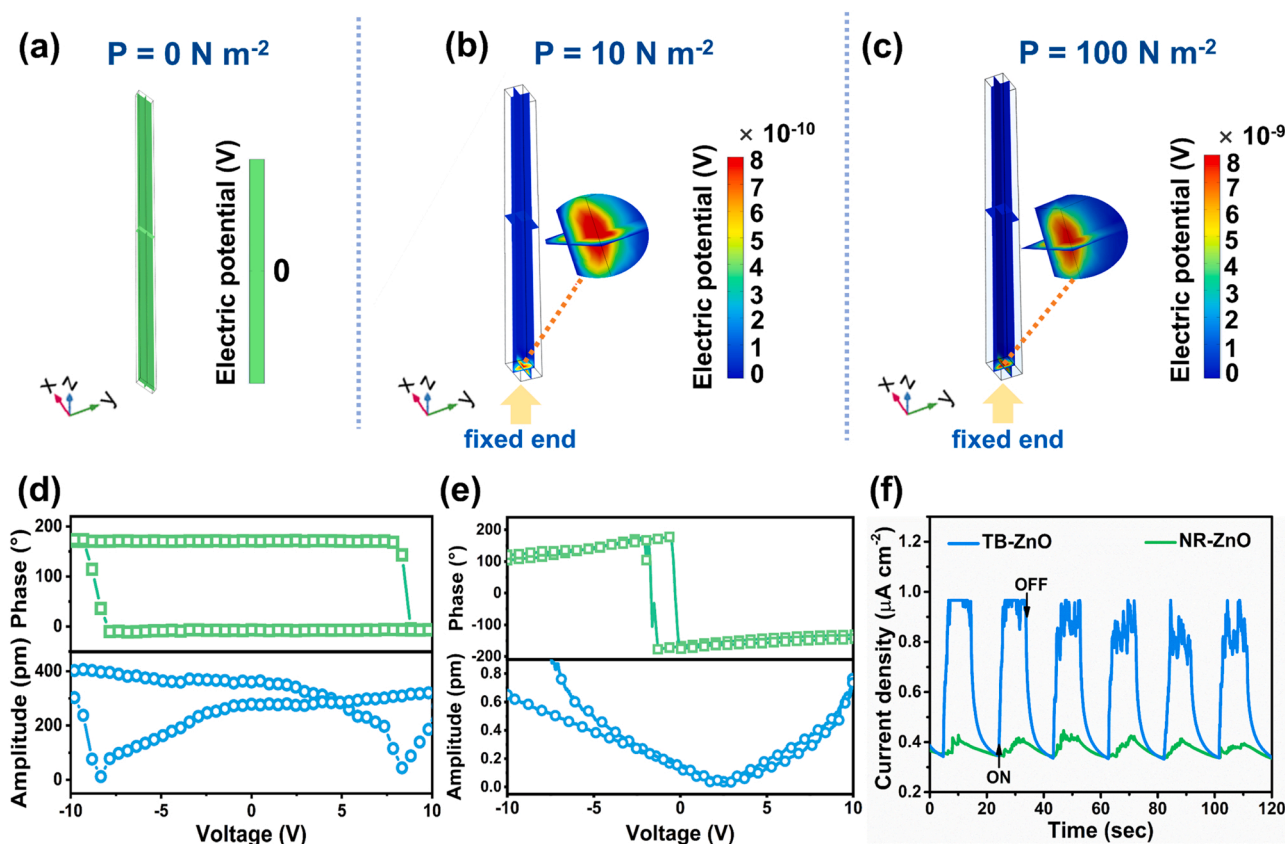 (a)
P = 0 N m-2
Electric potential (V)
0
x
z
y
(b)
P = 10 N m-2
× 10-10
Electric potential (V)
8
7
6
5
4
3
2
1
0
x
z
y
fixed end
(c)
P = 100 N m-2
× 10-9
Electric potential (V)
8
7
6
5
4
3
2
1
0
x
z
y
fixed end
(d)
Phase (°)
200
100
0
Amplitude (pm)
400
200
0
-10 -5 0 5 10
Voltage (V)
(e)
Phase (°)
200
100
0
-100
-200
Amplitude (pm)
0.8
0.6
0.4
0.2
0.0
-10 -5 0 5 10
Voltage (V)
(f)
Current density (μA cm-2)
1.2
1.0
0.8
0.6
0.4
0.2
TB-ZnO NR-ZnO
OFF
ON
0 20 40 60 80 100 120
Time (sec)